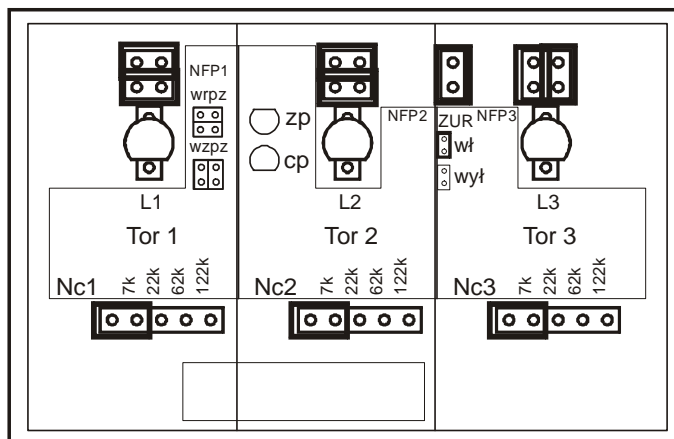 NFP1
wrpz
wzpz
zp
cp
NFP2
ZUR
NFP3
wł
wył
L1
L2
L3
Tor 1
Tor 2
Tor 3
Nc1
7k
22k
62k
122k
Nc2
7k
22k
62k
122k
Nc3
7k
22k
62k
122k